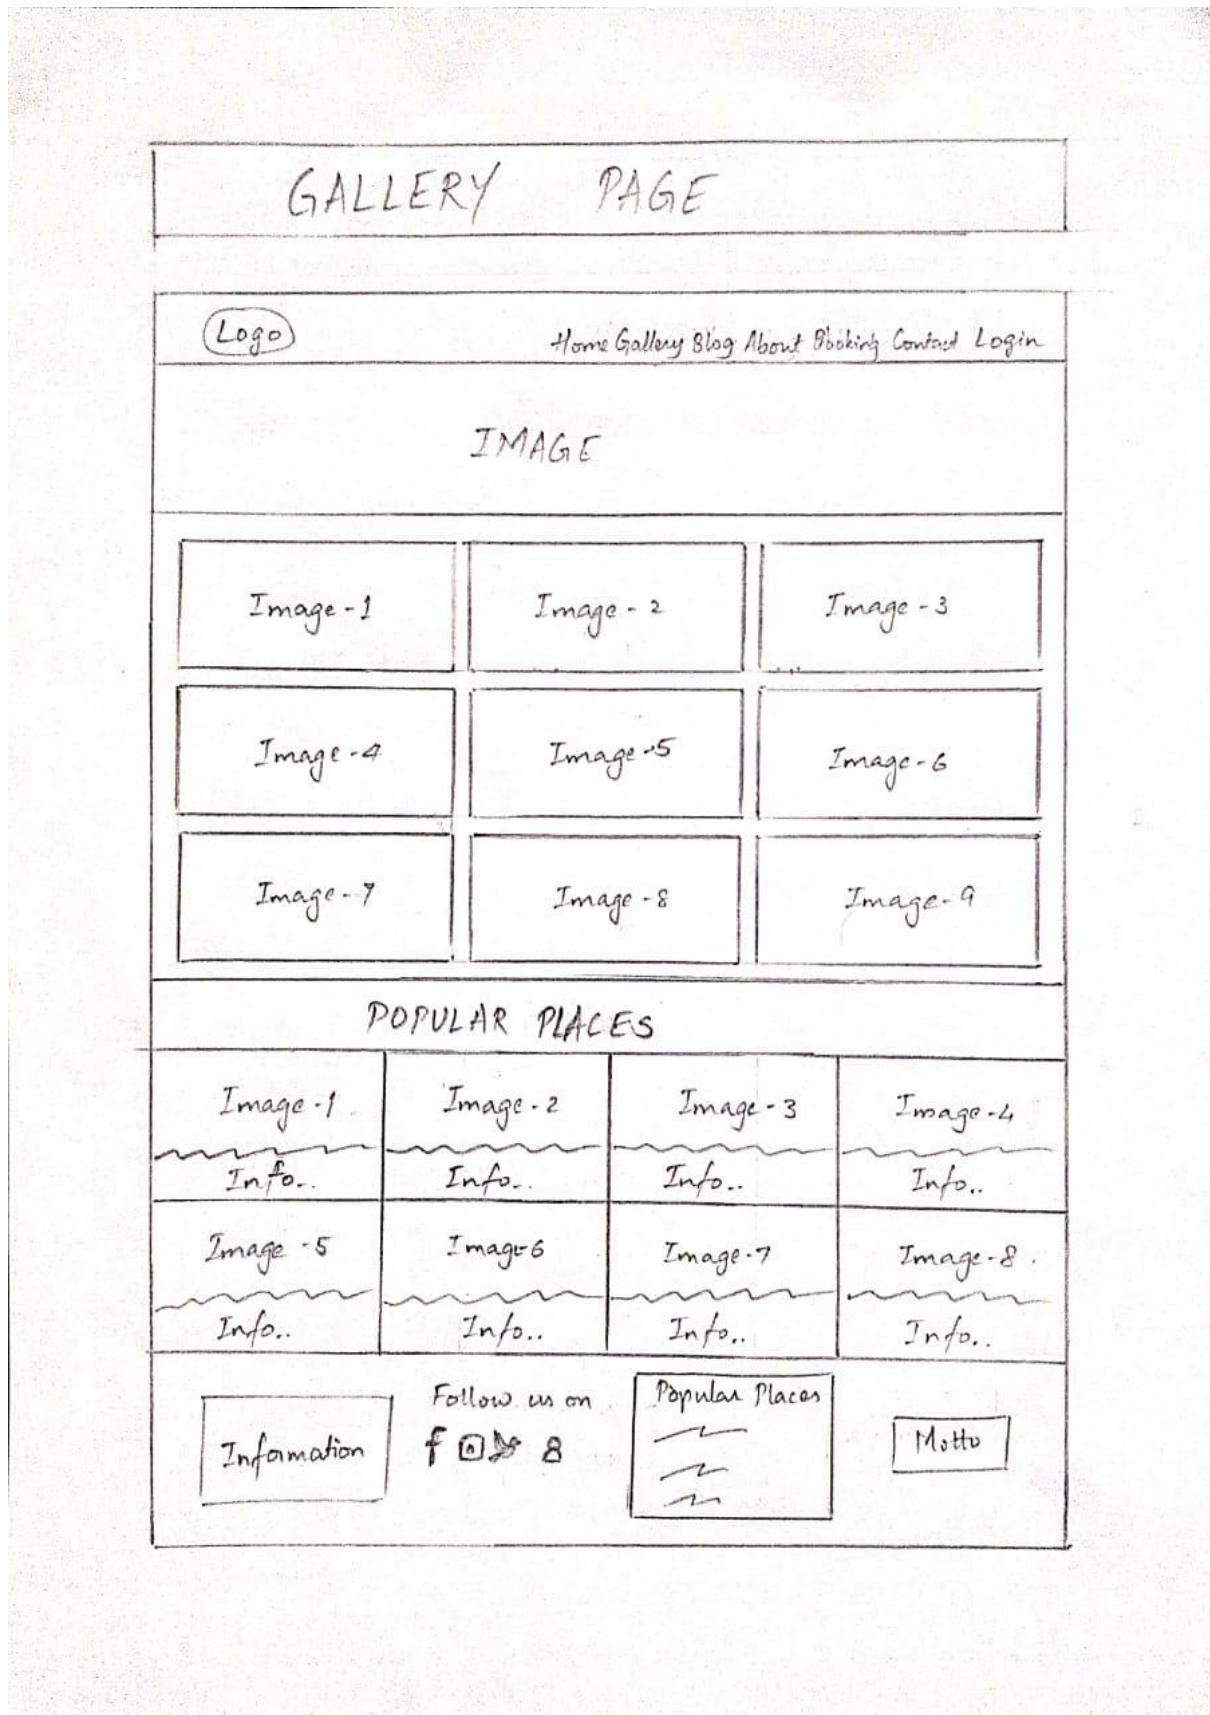 GALLERY PAGE
Logo
Home Gallery Blog About Booking Contact Login
IMAGE
Image-1 Image-2 Image-3
Image-4 Image-5 Image-6
Image-7 Image-8 Image-9
POPULAR PLACES
Image-1 Image-2 Image-3 Image-4
Info.. Info.. Info.. Info..
Image-5 Image-6 Image-7 Image-8
Info.. Info.. Info.. Info..
Information
Follow us on
Popular Places
Motto